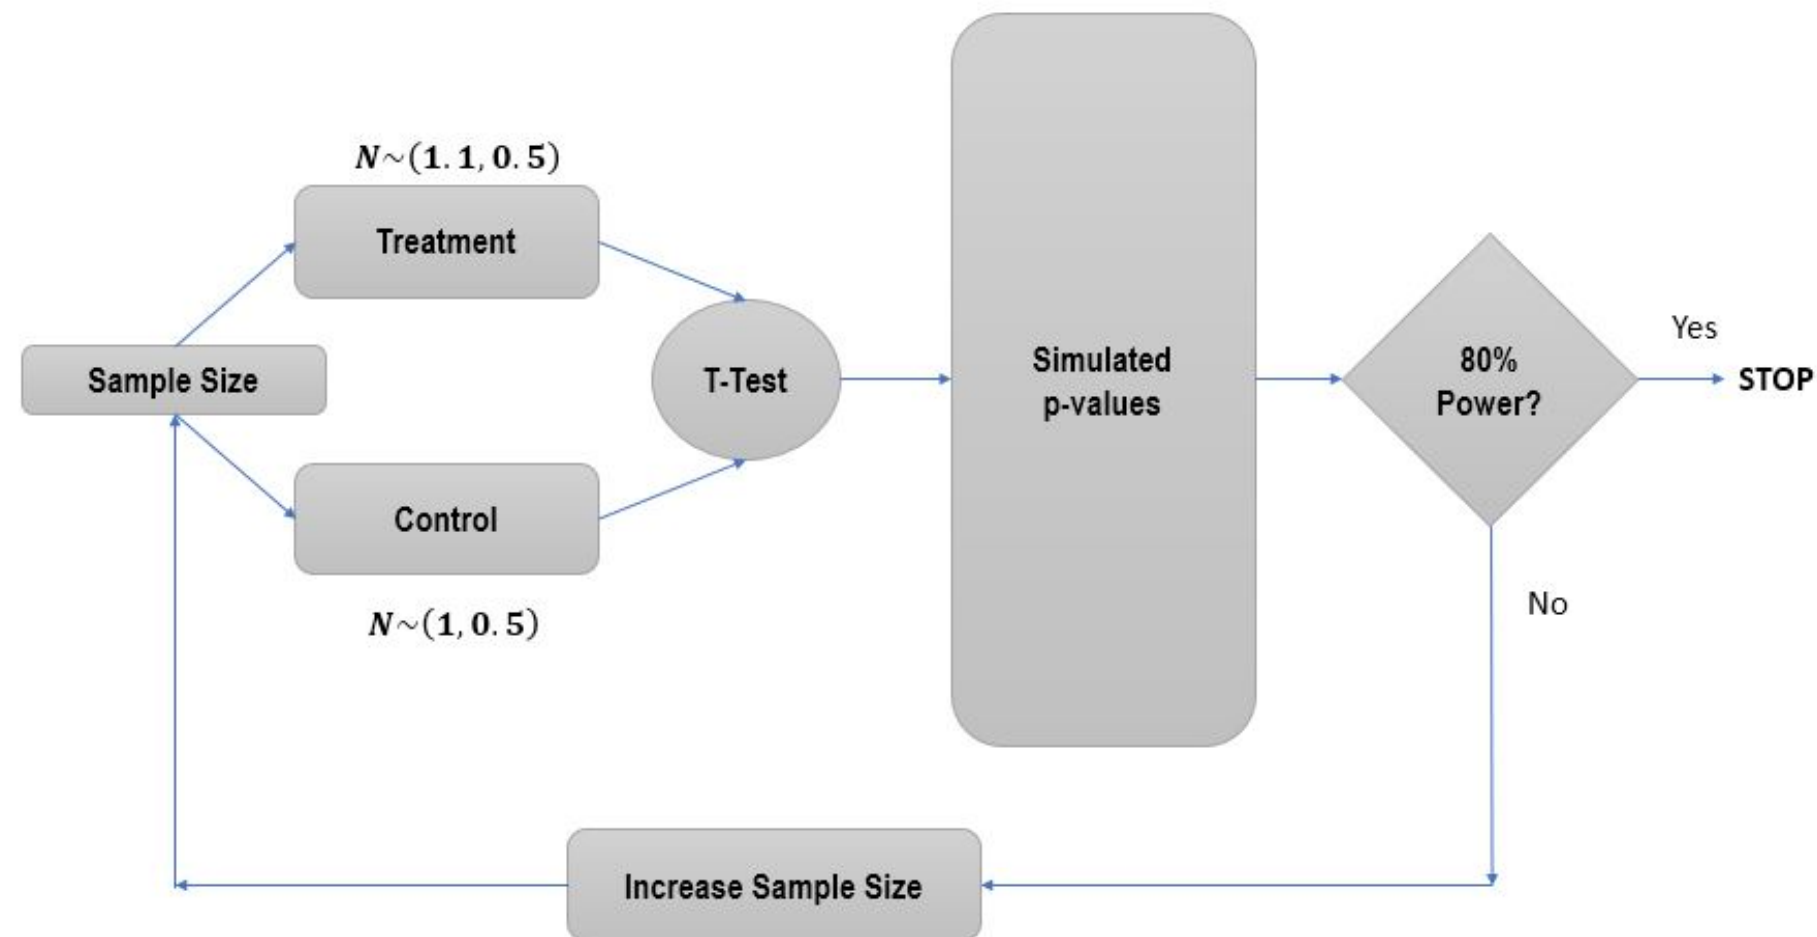 N~(1.1, 0.5)
Treatment
Sample Size
T-Test
Control
N~(1, 0.5)
Simulated
p-values
80%
Power?
Yes
STOP
No
Increase Sample Size